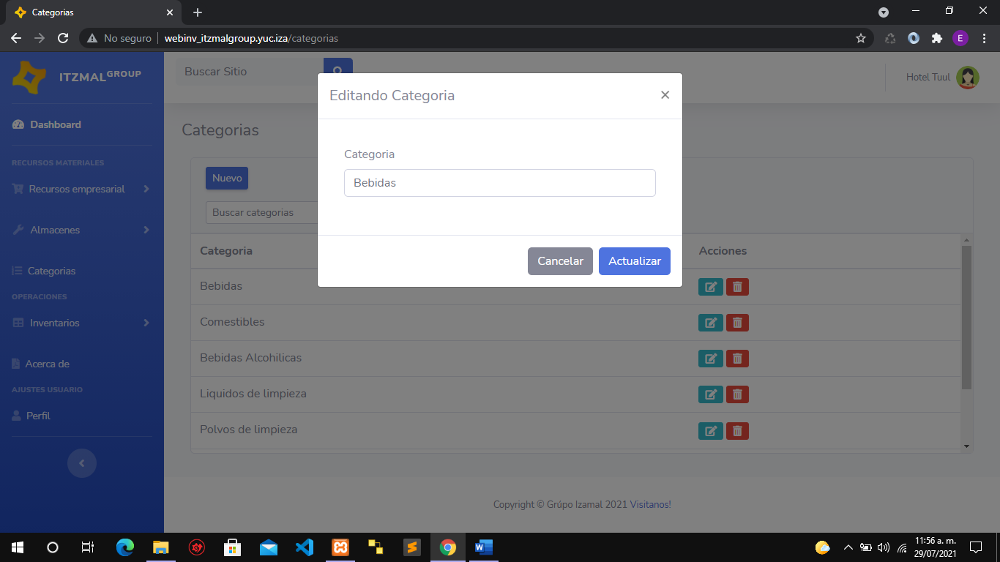 Categorias
No seguro
webinv_itzmalgroup.yuc.iza/categorias
E
ITZMALGROUP
Buscar Sitio
Hotel Tuul
Dashboard
RECURSOS MATERIALES
Recursos empresarial
Almacenes
Categorias
OPERACIONES
Inventarios
Acerca de
AJUSTES USUARIO
Perfil
Categorias
Nuevo
Buscar categorias
Editando Categoria
×
Categoria
Bebidas
Cancelar
Actualizar
Categoria
Acciones
Bebidas
Comestibles
Bebidas Alcohilicas
Liquidos de limpieza
Polvos de limpieza
Copyright © Grúpo Izamal 2021 Visitanos!
11:56 a. m.
29/07/2021